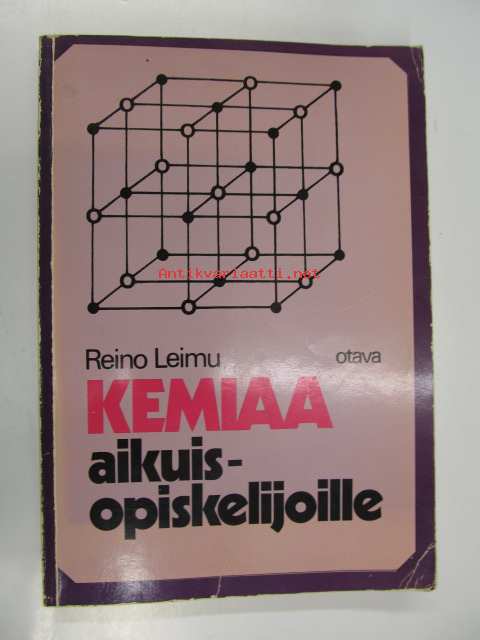 Antikvariaatti.net
Reino Leimu
otava
KEMIAA
aikuis-
opiskelijoille